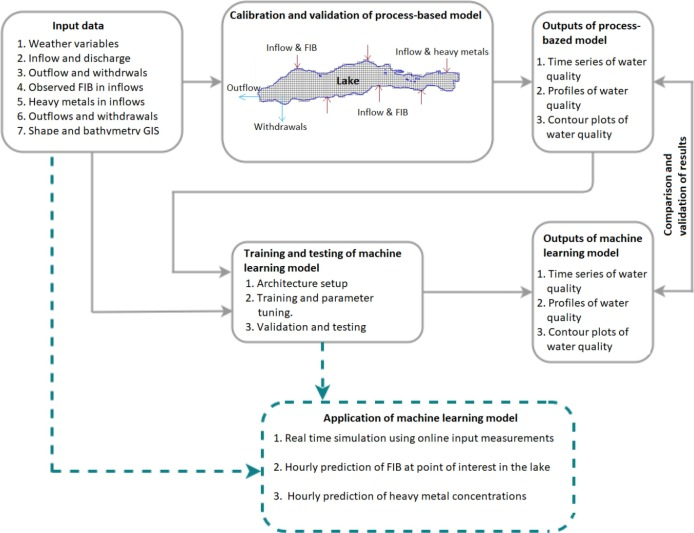 Input data
1. Weather variables
2. Inflow and discharge
3. Outflow and withdrwals
4. Observed FIB in inflows
5. Heavy metals in inflows
6. Outflows and withdrawals
7. Shape and bathymetry GIS
Calibration and validation of process-based model
Inflow & FIB
Inflow & heavy metals
Lake
Outflow
Inflow & FIB
Withdrawals
Outputs of process-
bazed model
1. Time series of water
quality
2. Profiles of water
quality
3. Contour plots of
water quality
Comparison and
validation of results
Training and testing of machine
learning model
1. Architecture setup
2. Training and parameter
tuning.
3. Validation and testing
Outputs of machine
learning model
1. Time series of water
quality
2. Profiles of water
quality
3. Contour plots of
water quality
Application of machine learning model
1. Real time simulation using online input measurements
2. Hourly prediction of FIB at point of interest in the lake
3. Hourly prediction of heavy metal concentrations